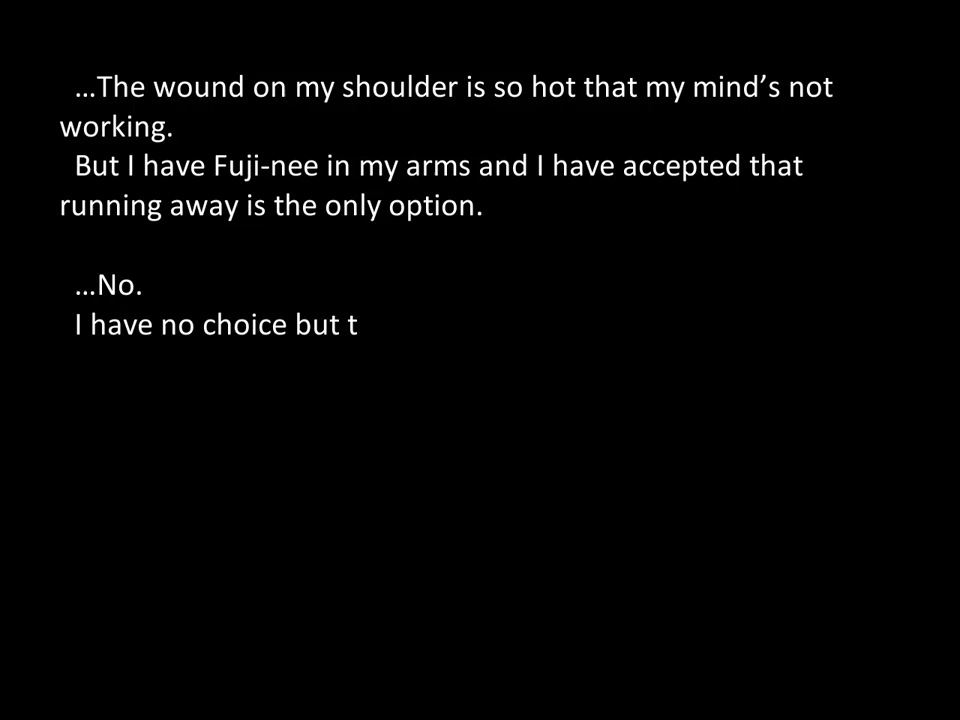 …The wound on my shoulder is so hot that my mind’s not
working.
But I have Fuji-nee in my arms and I have accepted that
running away is the only option.
…No.
I have no choice but t